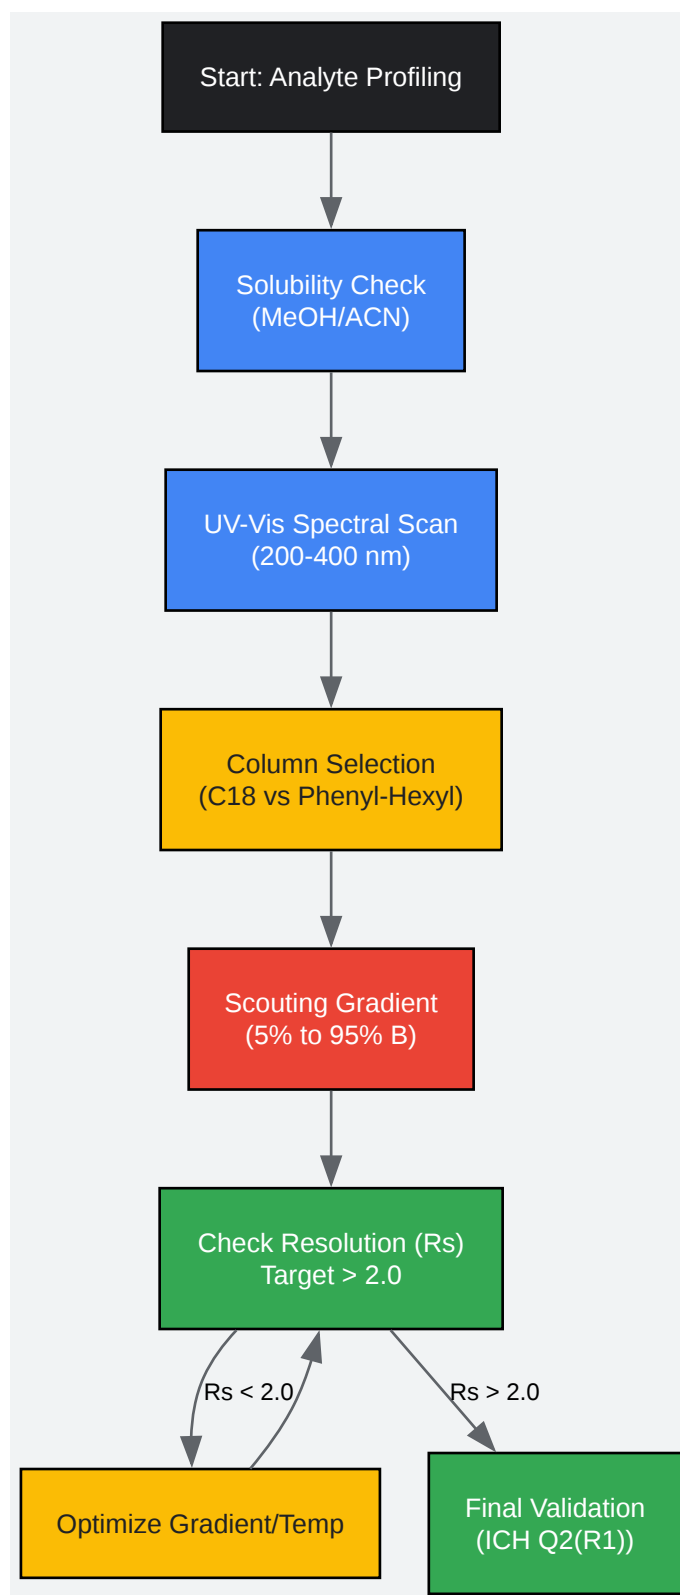 Start: Analyte Profiling
Solubility Check
(MeOH/ACN)
UV-Vis Spectral Scan
(200-400 nm)
Column Selection
(C18 vs Phenyl-Hexyl)
Scouting Gradient
(5% to 95% B)
Check Resolution (Rs)
Target > 2.0
Rs < 2.0
Rs > 2.0
Optimize Gradient/Temp
Final Validation
(ICH Q2(R1))